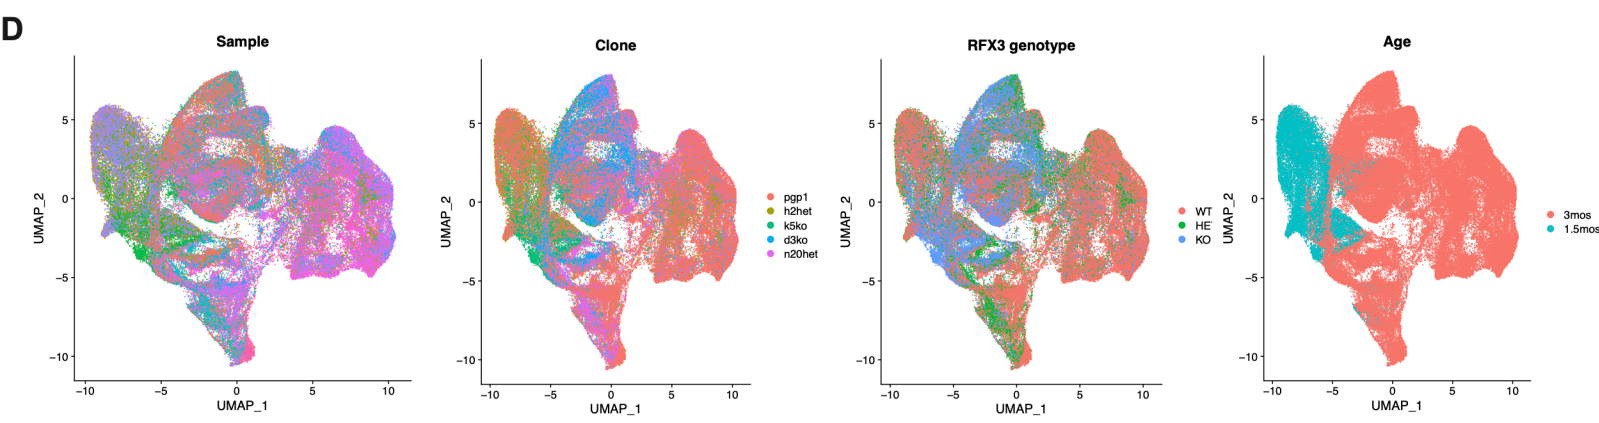 D
Sample
Clone
RFX3 genotype
Age
UMAP_2
5
0
−5
−10
−10
−5
0
5
10
UMAP_1
UMAP_2
5
0
−5
−10
−10
−5
0
5
10
UMAP_1
pgp1
h2het
k5ko
d3ko
n20het
UMAP_2
5
0
−5
−10
−10
−5
0
5
10
UMAP_1
WT
HE
KO
UMAP_2
5
0
−5
−10
−10
−5
0
5
10
UMAP_1
3mos
1.5mos